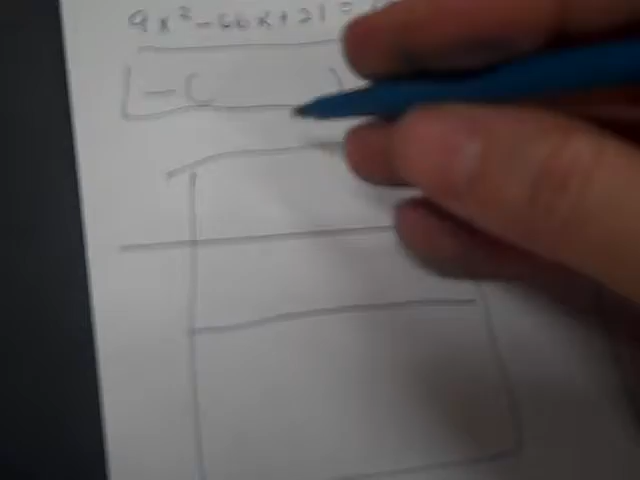 9x² - 66x + 21 =
- (        )